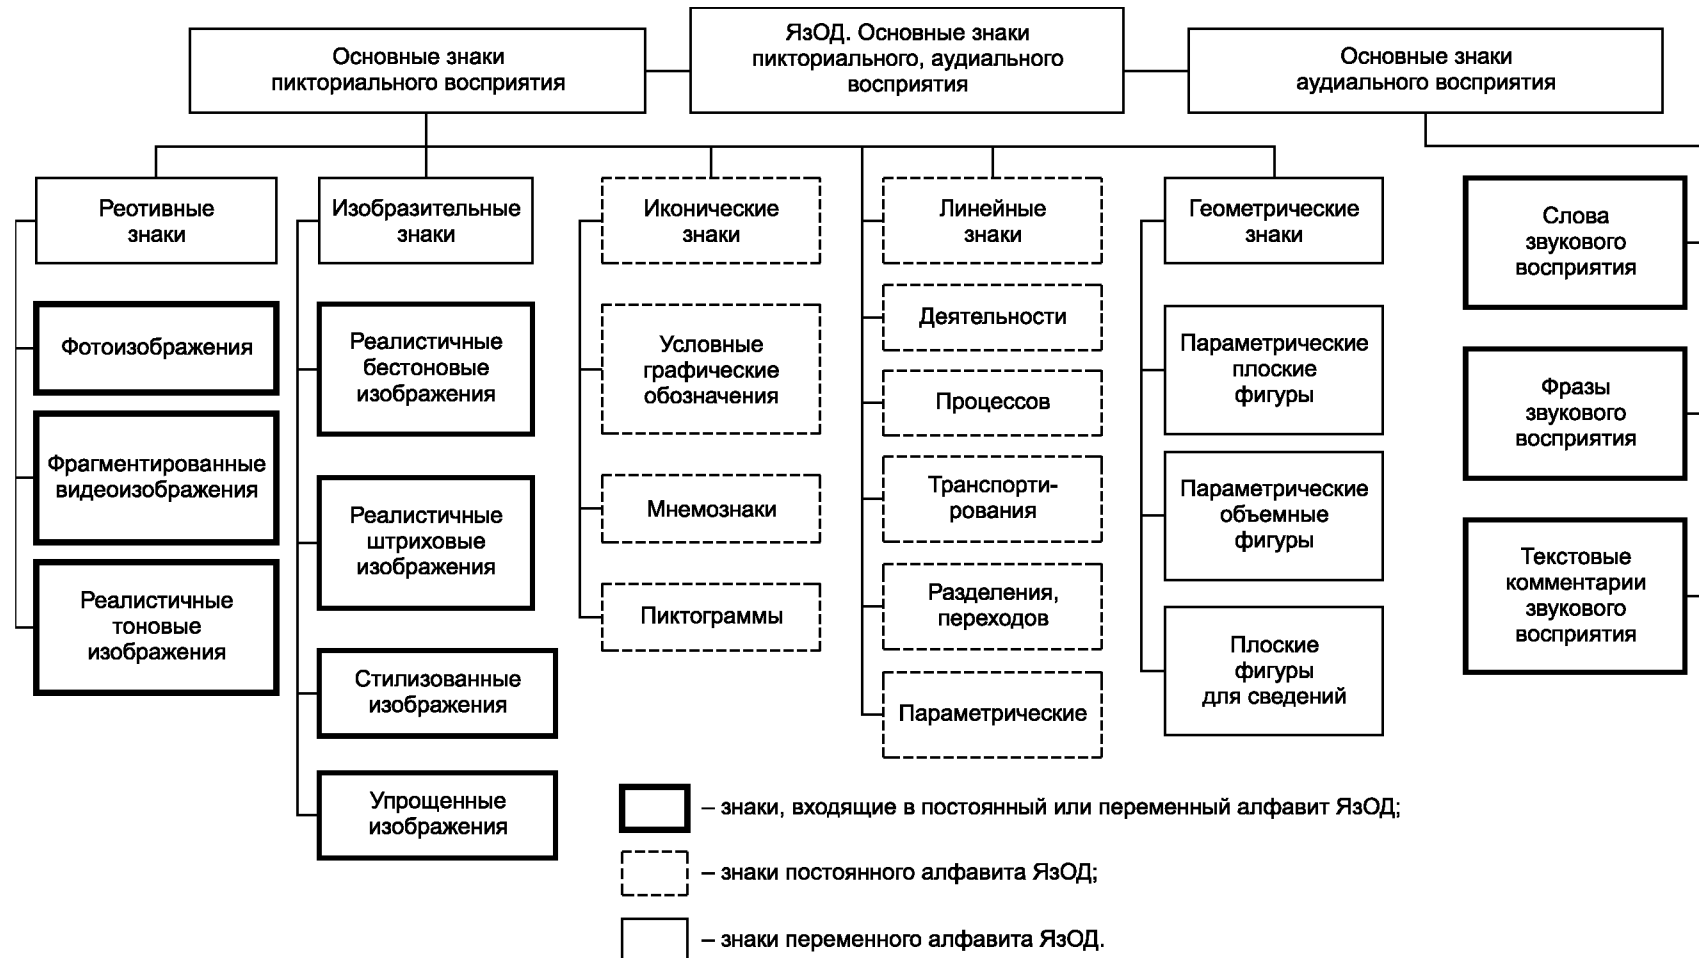 Основные знаки
пикториального восприятия
ЯзОД. Основные знаки
пикториального, аудиального
восприятия
Основные знаки
аудиального восприятия
Реотивные
знаки
Фотоизображения
Фрагментированные
видеоизображения
Реалистичные
тоновые
изображения
Изобразительные
знаки
Реалистичные
бестоновые
изображения
Реалистичные
штриховые
изображения
Стилизованные
изображения
Упрощенные
изображения
Иконические
знаки
Условные
графические
обозначения
Мнемознаки
Пиктограммы
Линейные
знаки
Деятельности
Процессов
Транспорти-
рования
Разделения,
переходов
Параметрические
Геометрические
знаки
Параметрические
плоские
фигуры
Параметрические
объемные
фигуры
Плоские
фигуры
для сведений
Слова
звукового
восприятия
Фразы
звукового
восприятия
Текстовые
комментарии
звукового
восприятия
– знаки, входящие в постоянный или переменный алфавит ЯзОД;
– знаки постоянного алфавита ЯзОД;
– знаки переменного алфавита ЯзОД.